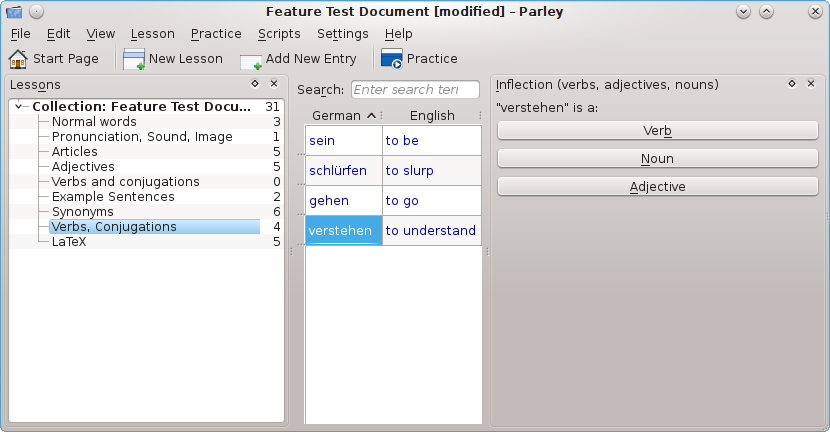 Feature Test Document [modified] – Parley
File Edit View Lesson Practice Scripts Settings Help
Start Page New Lesson Add New Entry Practice
Lessons
Collection: Feature Test Docu... 31
Normal words 3
Pronunciation, Sound, Image 1
Articles 5
Adjectives 5
Verbs and conjugations 0
Example Sentences 2
Synonyms 6
Verbs, Conjugations 4
LaTeX 5
Search: Enter search teri
German English
sein to be
schlürfen to slurp
gehen to go
verstehen to understand
Inflection (verbs, adjectives, nouns)
"verstehen" is a:
Verb
Noun
Adjective